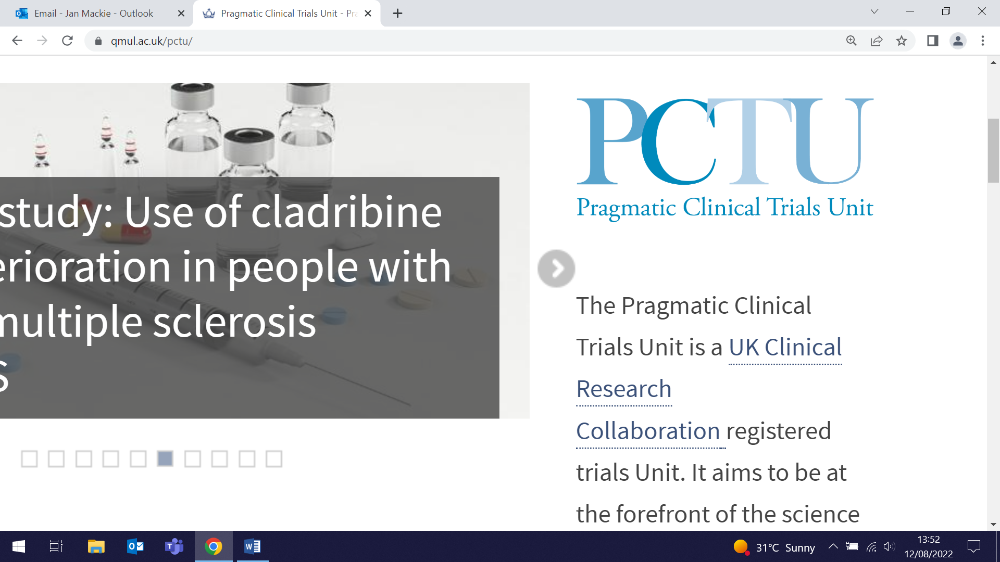 Email - Jan Mackie - Outlook
Pragmatic Clinical Trials Unit - Pra
qmul.ac.uk/pctu/
study: Use of cladribine
erioration in people with
multiple sclerosis
s
PCTU
Pragmatic Clinical Trials Unit
The Pragmatic Clinical
Trials Unit is a UK Clinical
Research
Collaboration registered
trials Unit. It aims to be at
the forefront of the science
31°C Sunny
13:52
12/08/2022